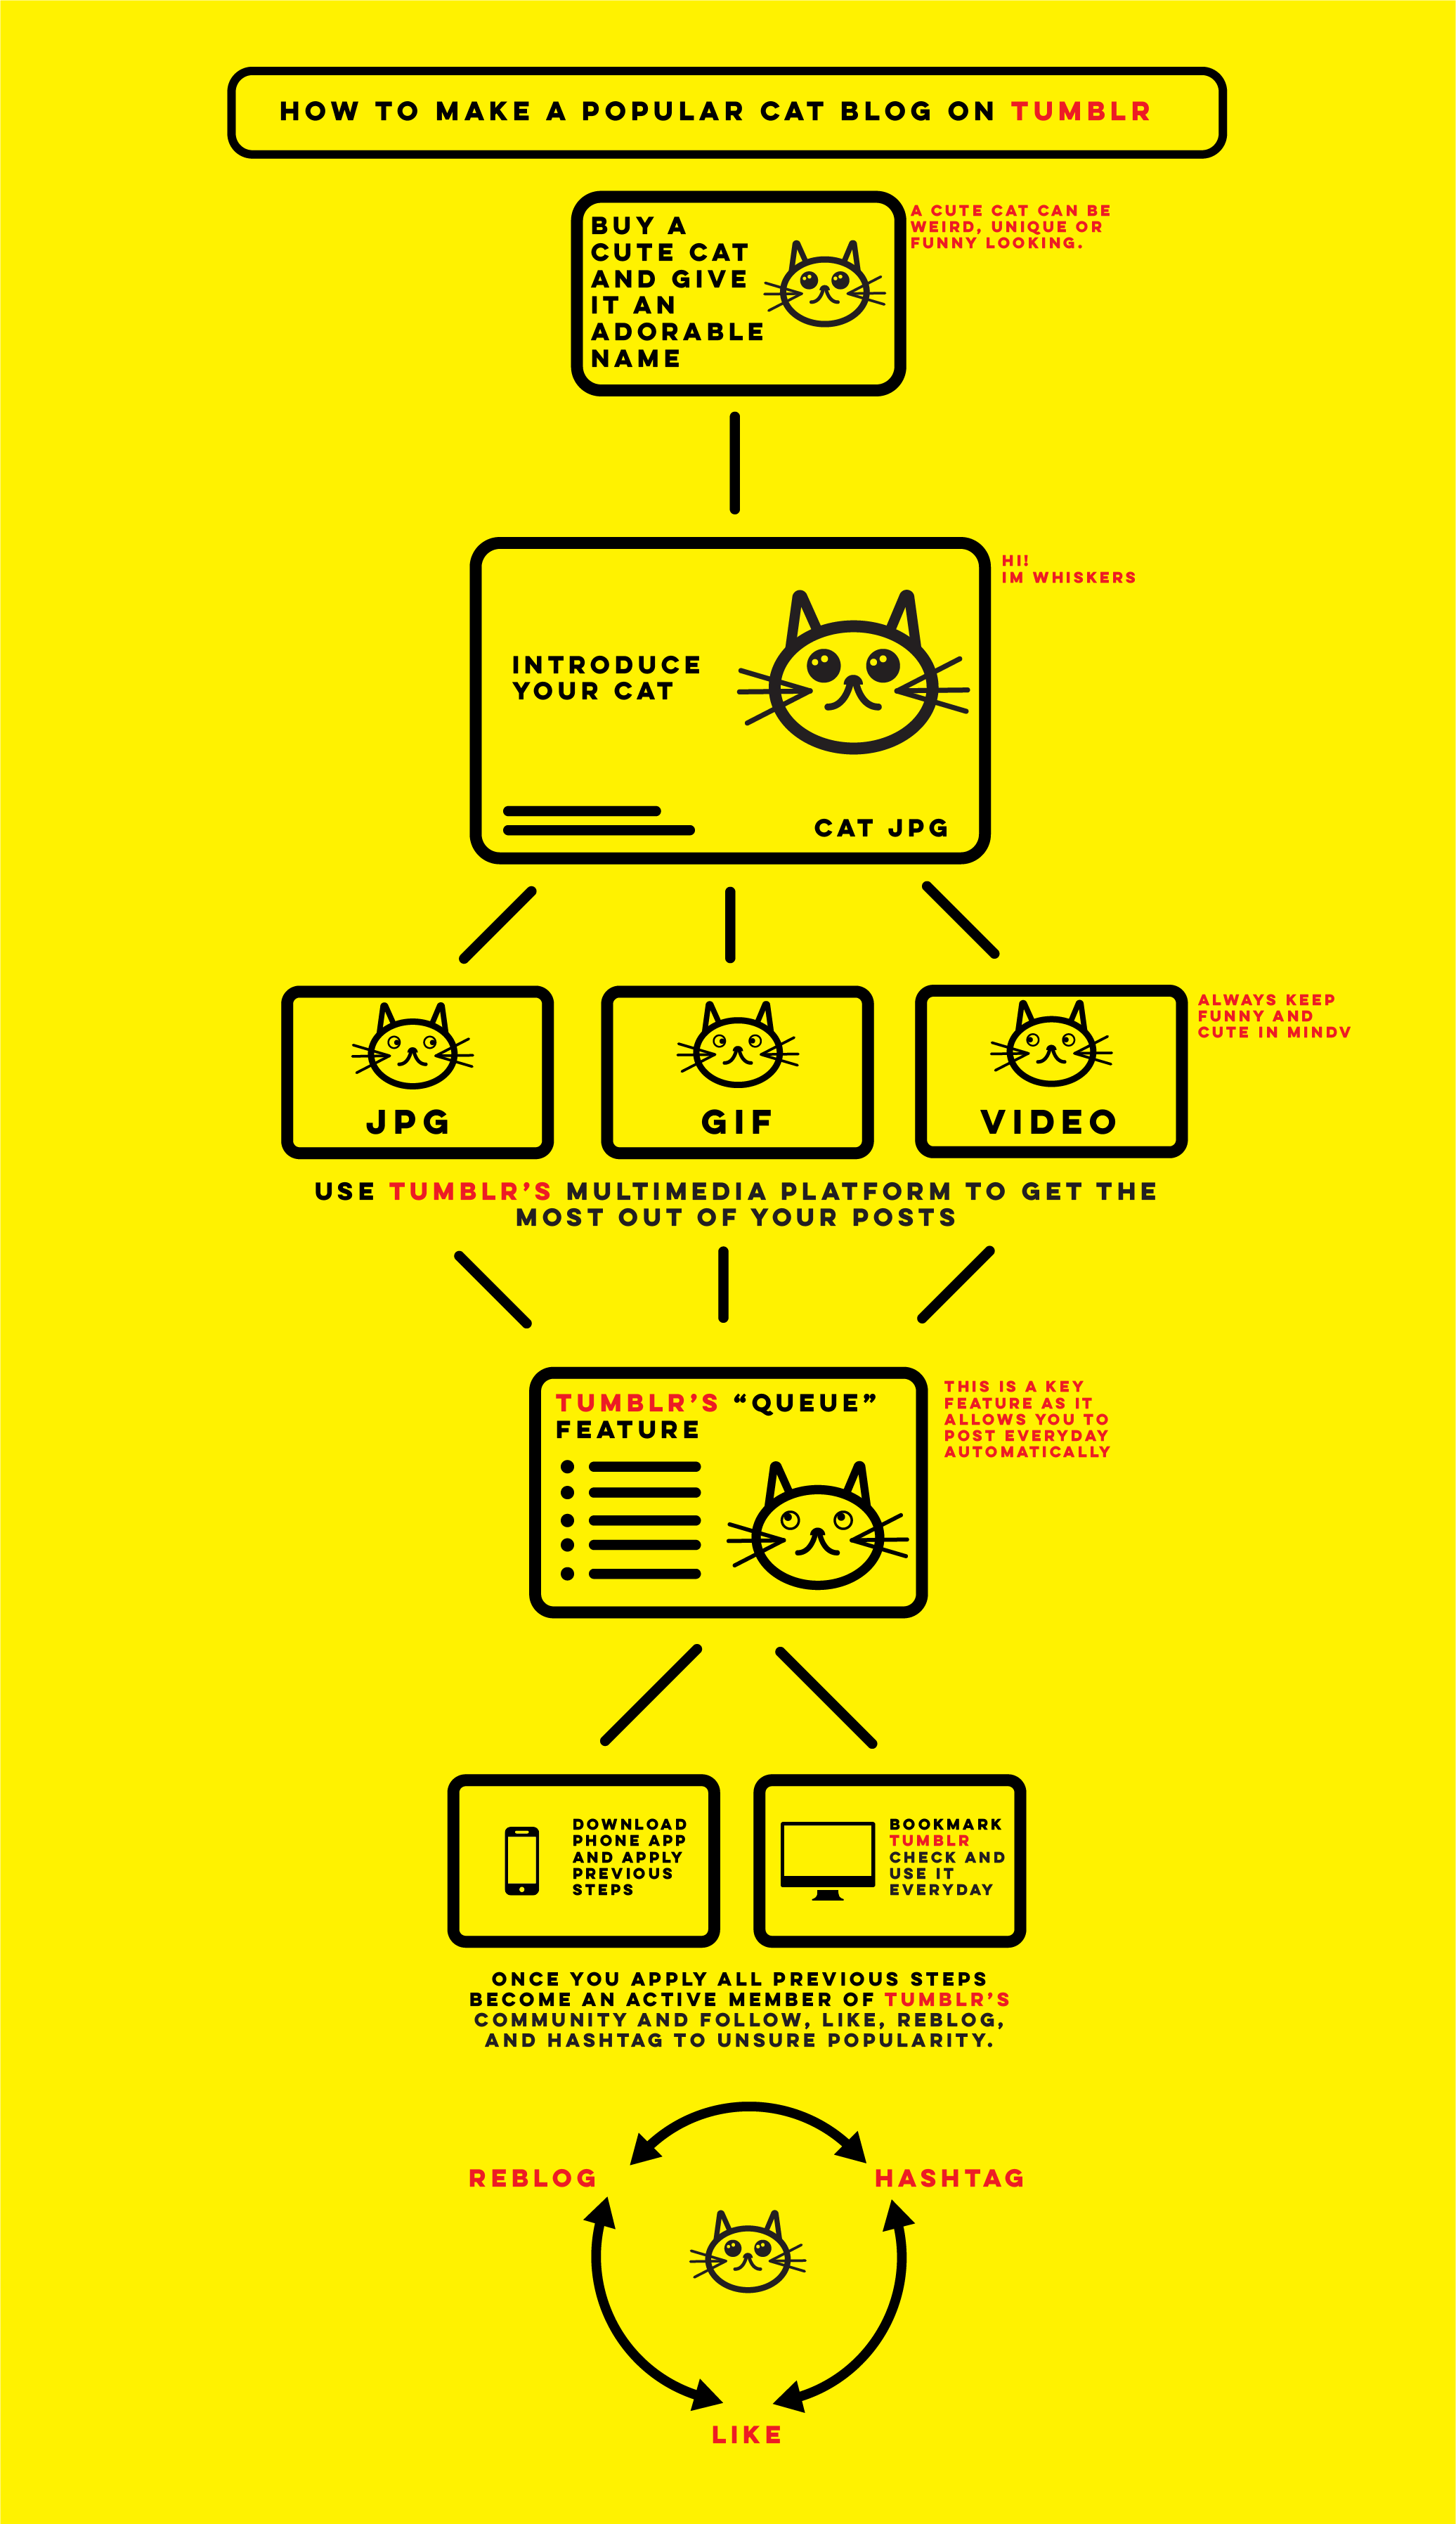 HOW TO MAKE A POPULAR CAT BLOG ON TUMBLR
BUY A
CUTE CAT
AND GIVE
IT AN
ADORABLE
NAME
A CUTE CAT CAN BE
WEIRD, UNIQUE OR
FUNNY LOOKING.
HI!
IM WHISKERS
INTRODUCE
YOUR CAT
CAT JPG
JPG
GIF
VIDEO
ALWAYS KEEP
FUNNY AND
CUTE IN MINDV
USE TUMBLR'S MULTIMEDIA PLATFORM TO GET THE
MOST OUT OF YOUR POSTS
TUMBLR'S “QUEUE”
FEATURE
THIS IS A KEY
FEATURE AS IT
ALLOWS YOU TO
POST EVERYDAY
AUTOMATICALLY
DOWNLOAD
PHONE APP
AND APPLY
PREVIOUS
STEPS
BOOKMARK
TUMBLR
CHECK AND
USE IT
EVERYDAY
ONCE YOU APPLY ALL PREVIOUS STEPS
BECOME AN ACTIVE MEMBER OF TUMBLR'S
COMMUNITY AND FOLLOW, LIKE, REBLOG,
AND HASHTAG TO UNSURE POPULARITY.
REBLOG
HASHTAG
LIKE